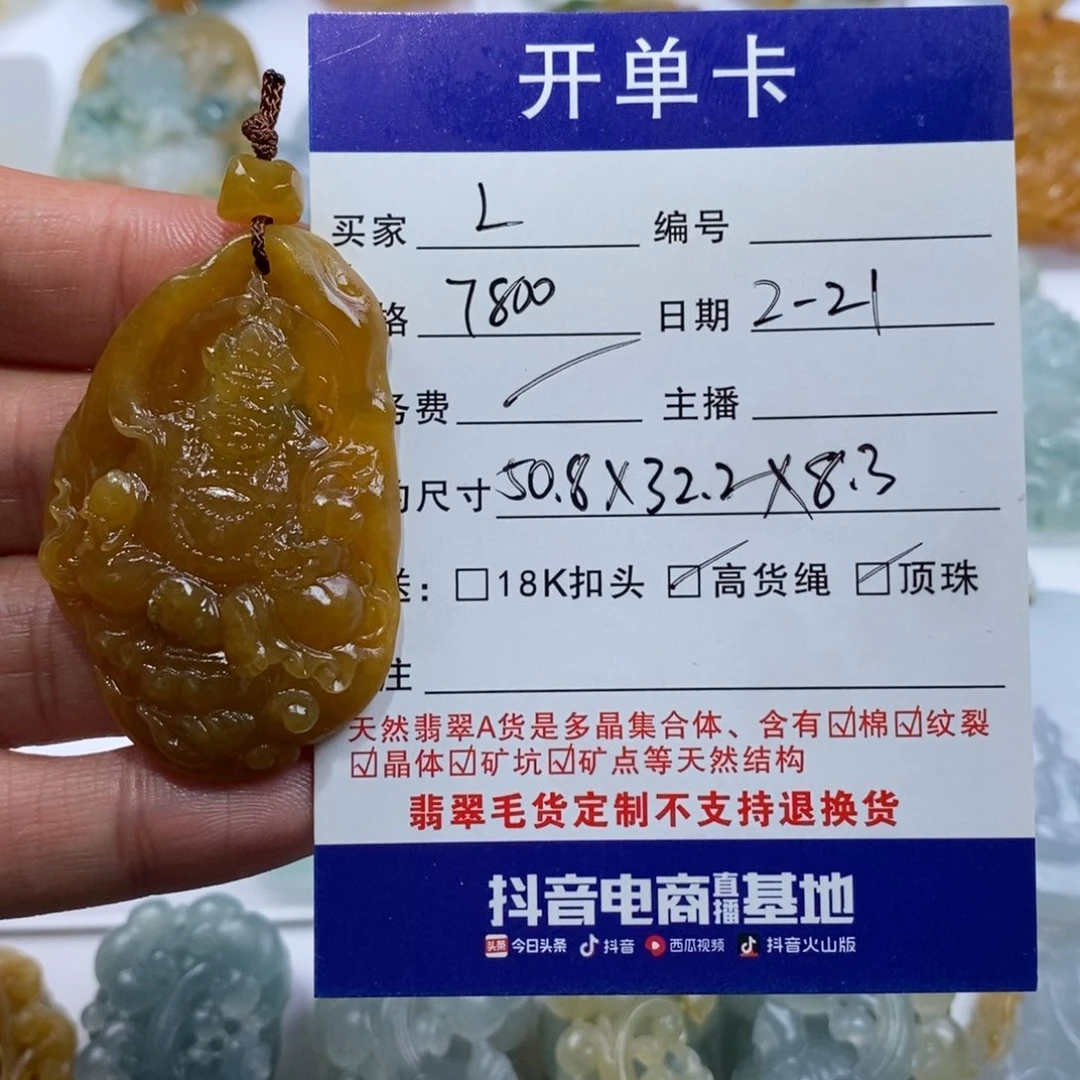 开单卡
买家 L 编号
格 7800 日期 2-21
务费 主播
尺寸 50.8X32.2X8.3
送：□18K扣头 ☑高货绳 ☑顶珠
注
天然翡翠A货是多晶集合体、含有☑棉☑纹裂
☑晶体☑矿坑☑矿点等天然结构
翡翠毛货定制不支持退换货
抖音电商直播基地
头条 今日头条 抖音 西瓜视频 抖音火山版